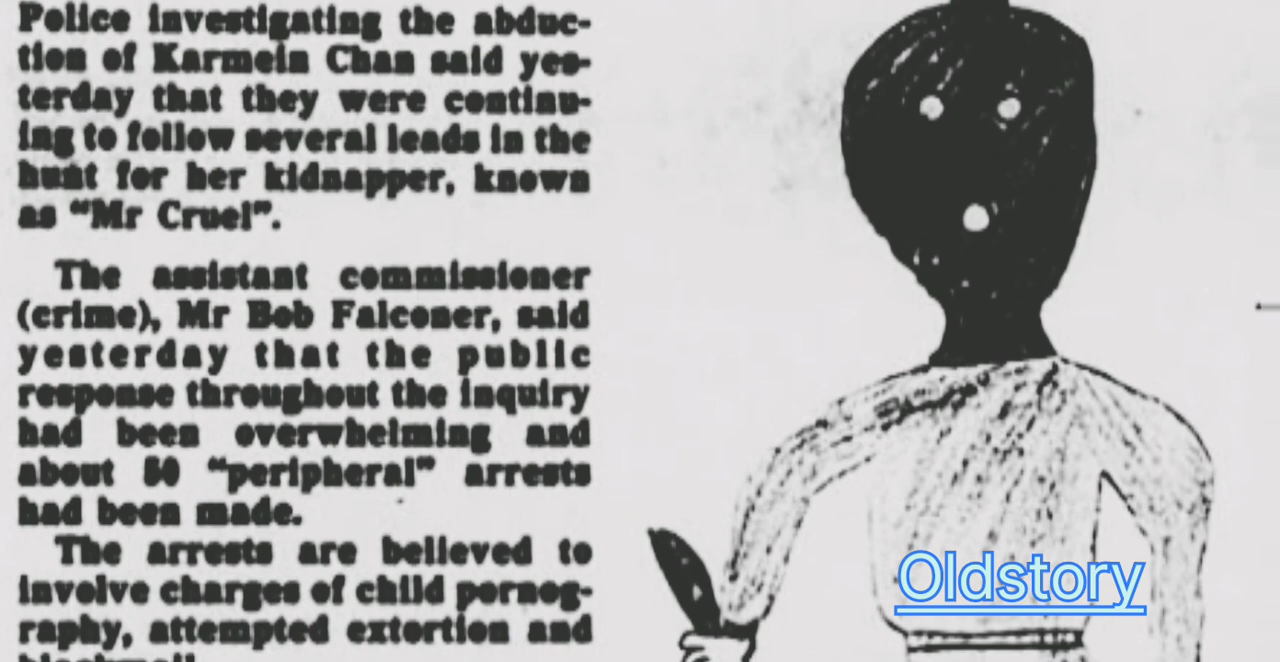 Police investigating the abduc-
tion of Karmein Chan said yes-
terday that they were continu-
ing to follow several leads in the
hunt for her kidnapper, known
as "Mr Cruel".
The assistant commissioner
(crime), Mr Bob Falconer, said
yesterday that the public
response throughout the inquiry
had been overwhelming and
about 50 "peripheral" arrests
had been made.
The arrests are believed to
involve charges of child pornog-
raphy, attempted extortion and
blackmail.
Oldstory